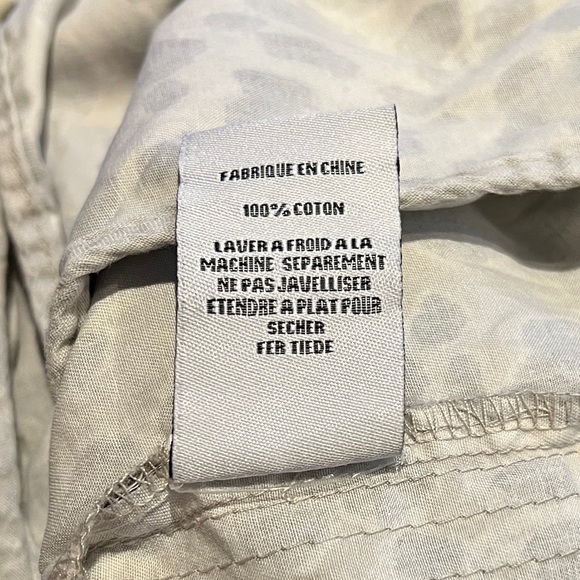 FABRIQUE EN CHINE
100% COTON
LAVER A FROID A LA
MACHINE SEPAREMENT
NE PAS JAVELLISER
ETENDRE A PLAT POUR
SECHER
FER TIEDE